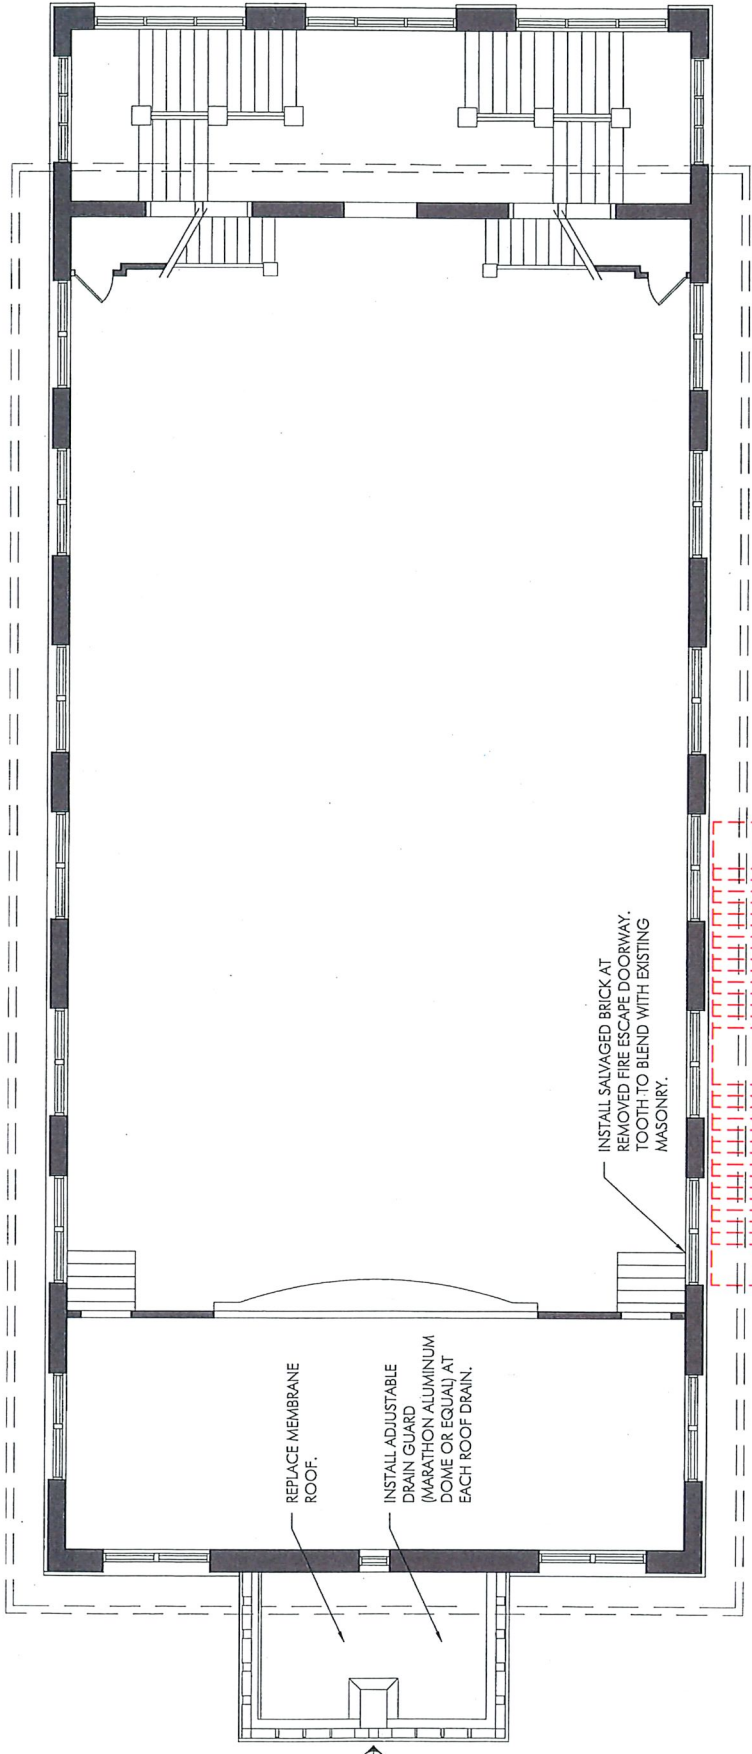 REPLACE MEMBRANE
ROOF.
INSTALL ADJUSTABLE
DRAIN GUARD
(MARATHON ALUMINUM
DOME OR EQUAL) AT
EACH ROOF DRAIN.
INSTALL SALVAGED BRICK AT
REMOVED FIRE ESCAPE DOORWAY.
TOOTH TO BLEND WITH EXISTING
MASONRY.